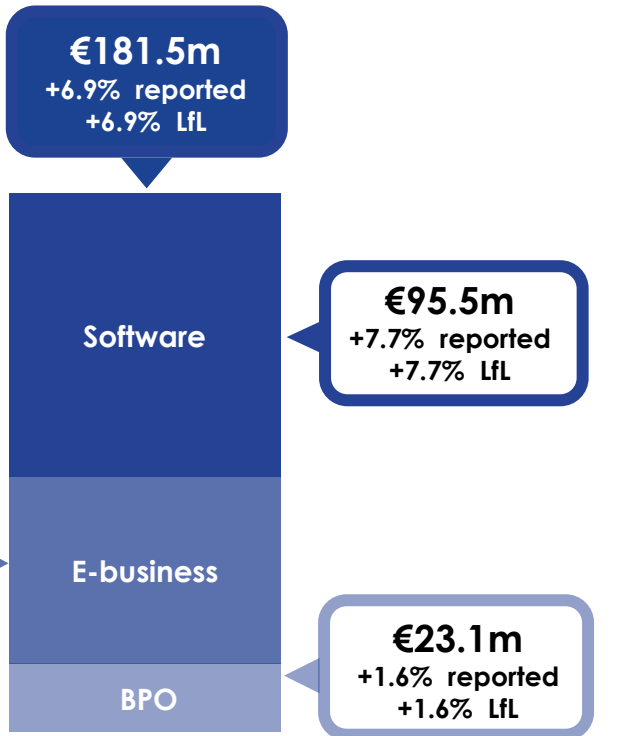 €181.5m
+6.9% reported
+6.9% LfL
Software
€95.5m
+7.7% reported
+7.7% LfL
E-business
€23.1m
+1.6% reported
+1.6% LfL
BPO